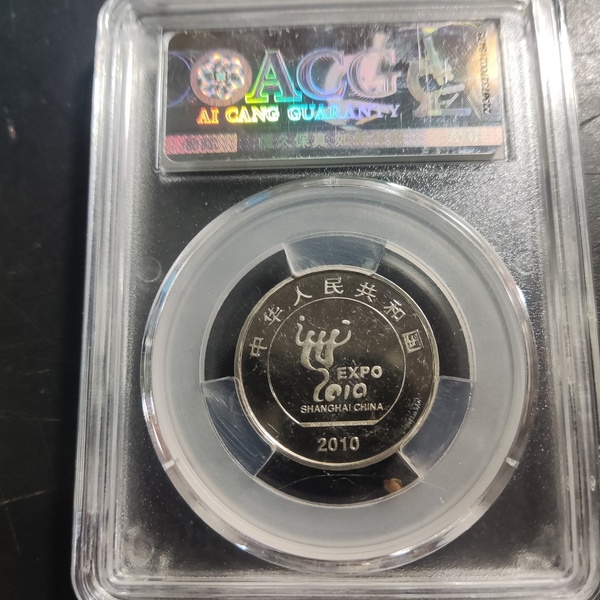 ACG
AI CANG GUARANTY
中华人民共和国
EXPO
2010
SHANGHAI CHINA
2010